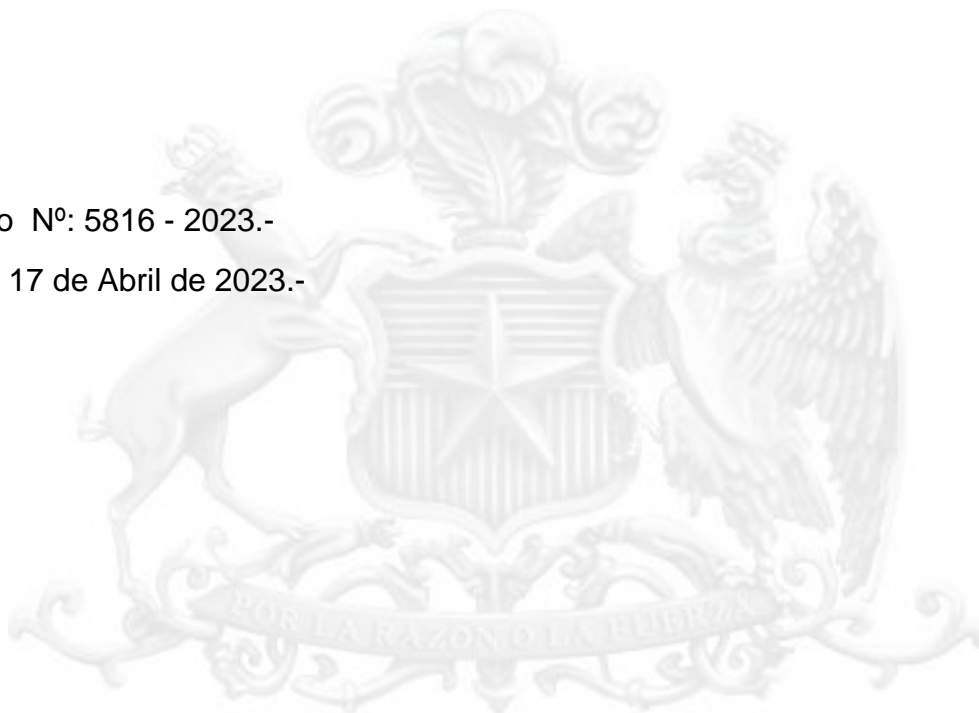 o Nº: 5816 - 2023.-
17 de Abril de 2023.-
POR LA RAZON O LA FUERZA